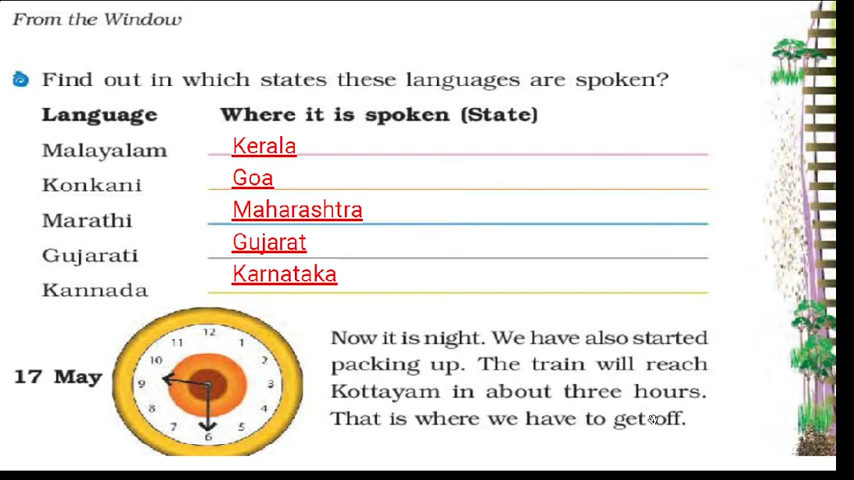 From the Window
Find out in which states these languages are spoken?
Language Where it is spoken (State)
Malayalam Kerala
Konkani Goa
Marathi Maharashtra
Gujarati Gujarat
Kannada Karnataka
17 May
12
11 1
10 2
9 3
8 4
7 5
6
Now it is night. We have also started
packing up. The train will reach
Kottayam in about three hours.
That is where we have to get off.